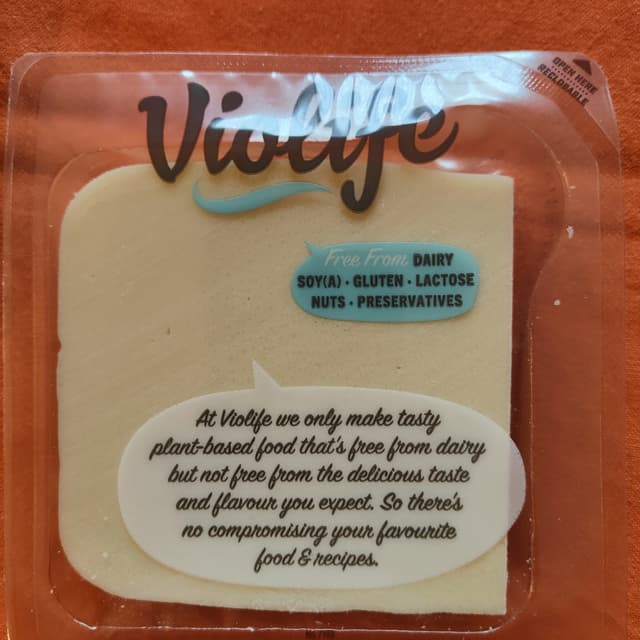 Violife
OPEN HERE
RECLOSABLE
Free From DAIRY
SOY(A) · GLUTEN · LACTOSE
NUTS · PRESERVATIVES
At Violife we only make tasty
plant-based food that's free from dairy
but not free from the delicious taste
and flavour you expect. So there's
no compromising your favourite
food & recipes.